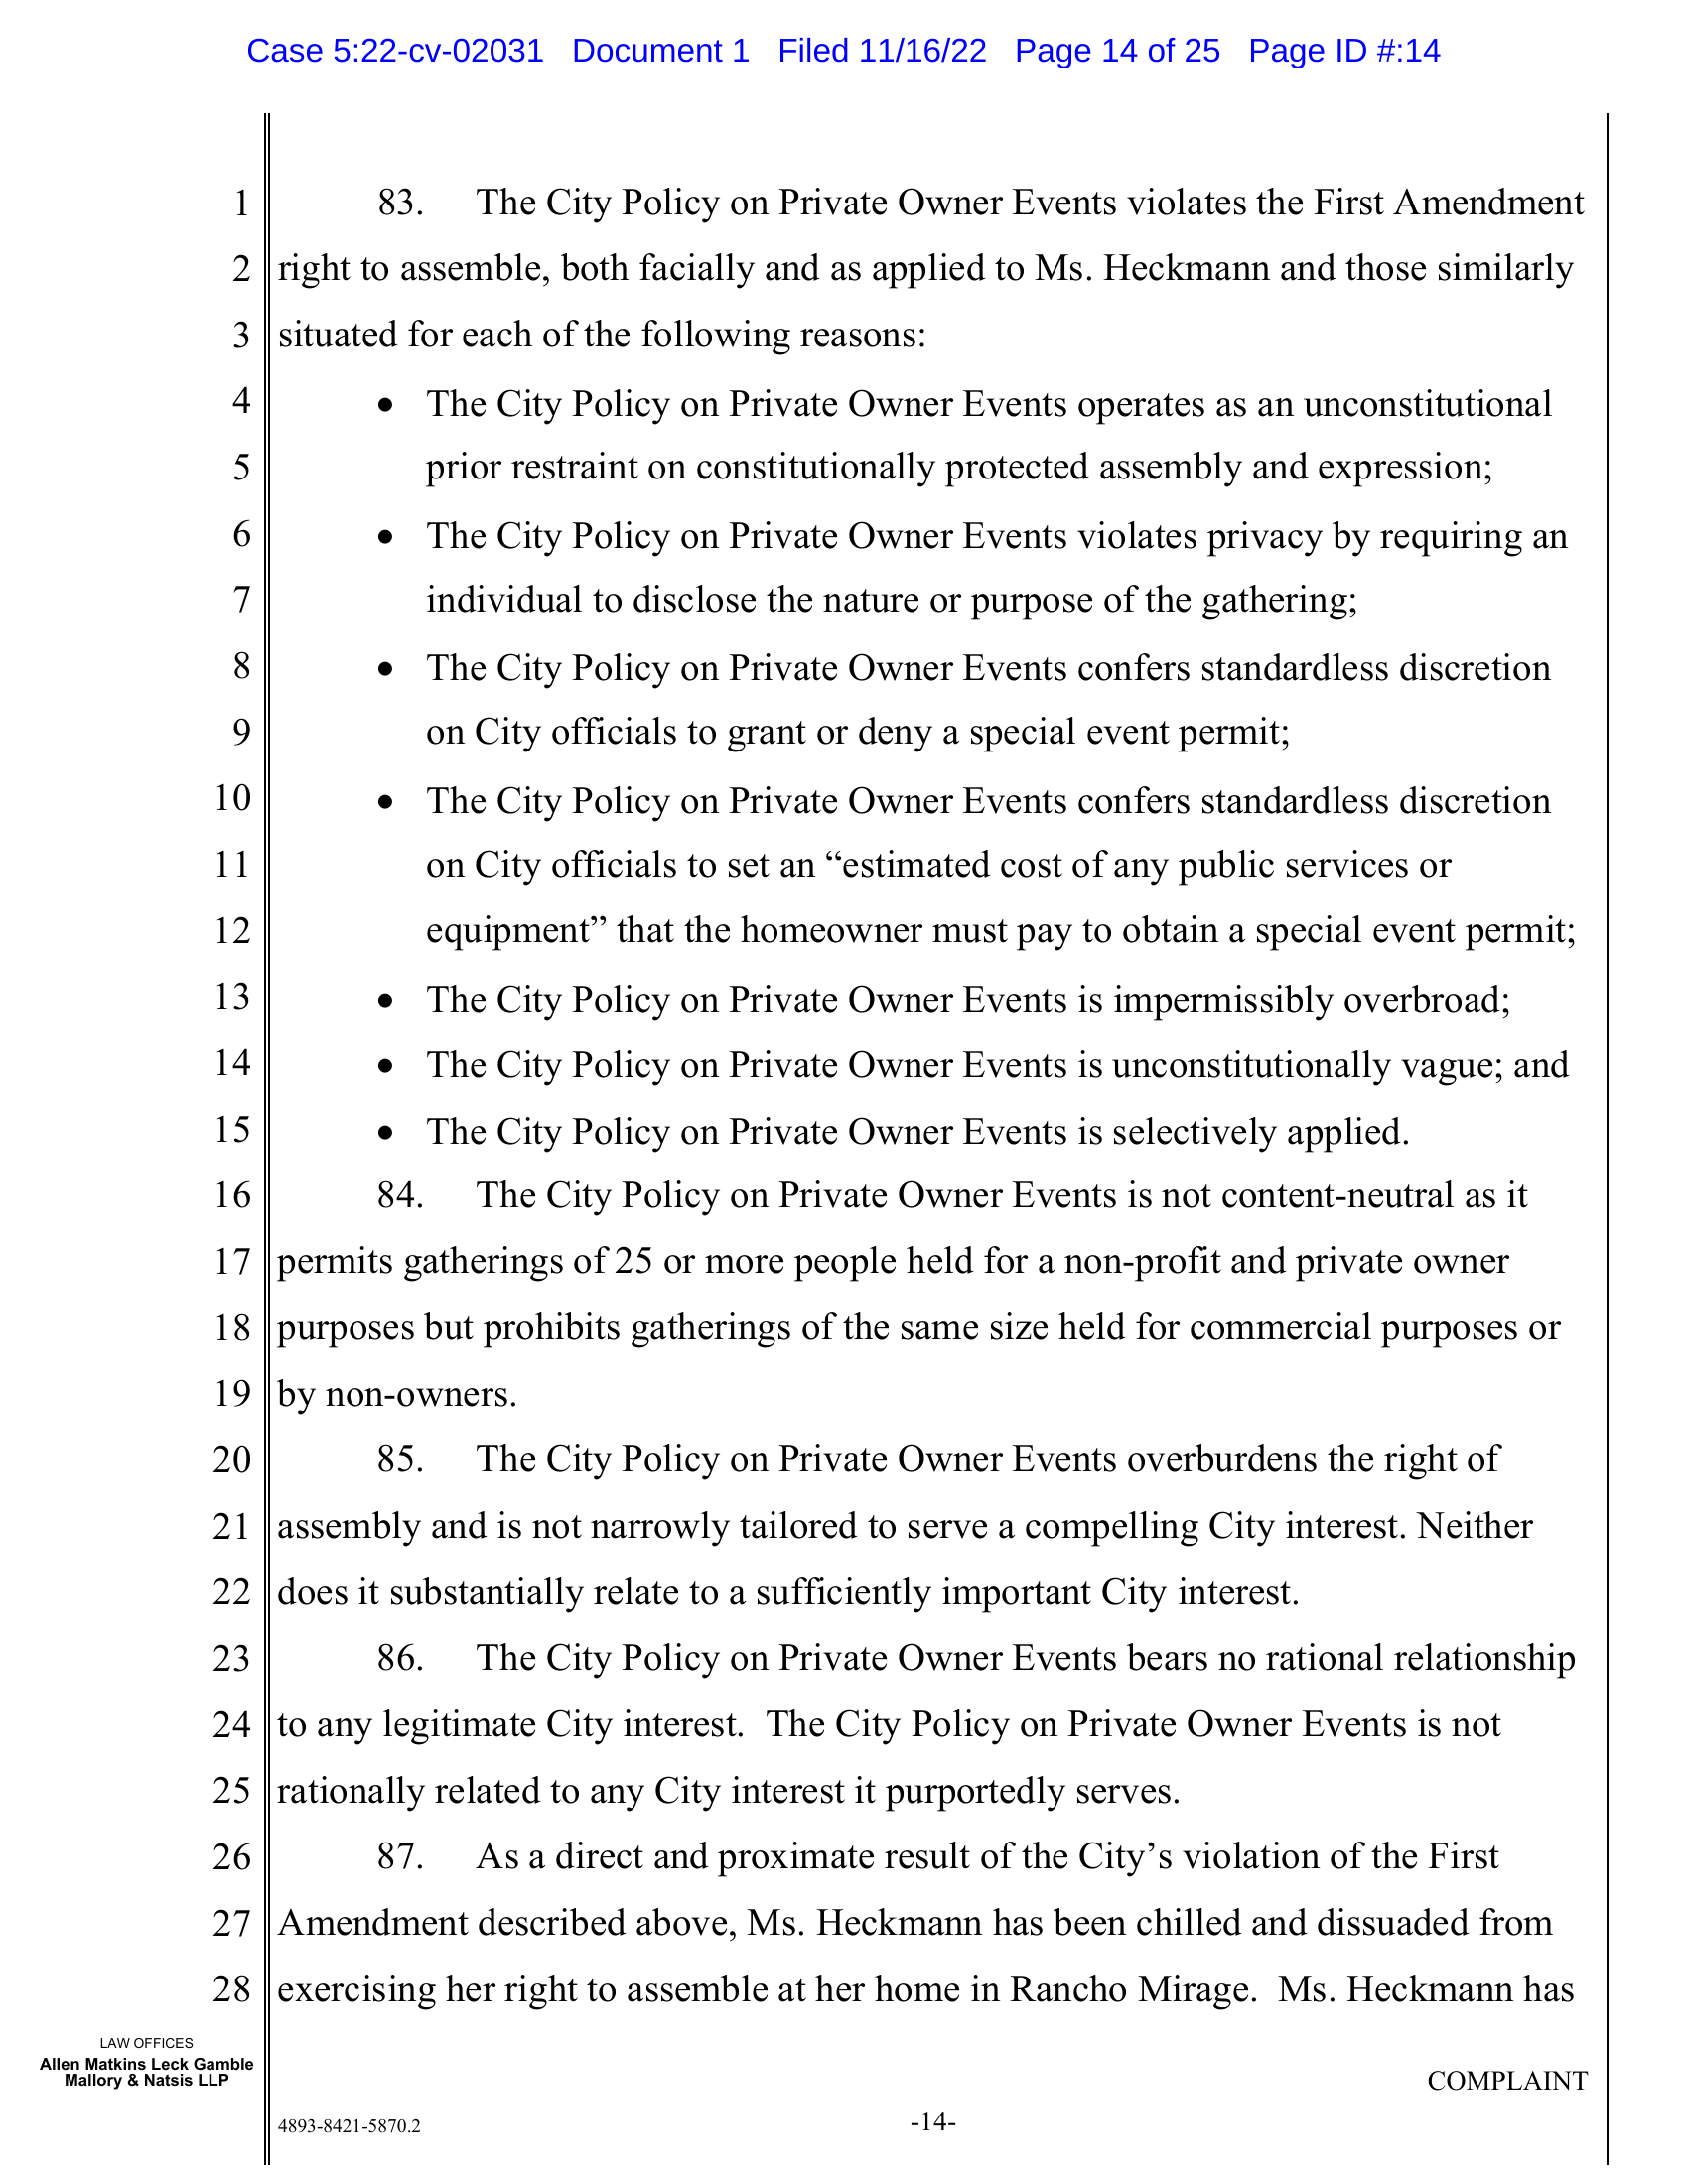 Case 5:22-cv-02031 Document 1 Filed 11/16/22 Page 14 of 25 Page ID #:14
1 83. The City Policy on Private Owner Events violates the First Amendment
2 right to assemble, both facially and as applied to Ms. Heckmann and those similarly
3 situated for each of the following reasons:
4 • The City Policy on Private Owner Events operates as an unconstitutional
5 prior restraint on constitutionally protected assembly and expression;
6 • The City Policy on Private Owner Events violates privacy by requiring an
7 individual to disclose the nature or purpose of the gathering;
8 • The City Policy on Private Owner Events confers standardless discretion
9 on City officials to grant or deny a special event permit;
10 • The City Policy on Private Owner Events confers standardless discretion
11 on City officials to set an “estimated cost of any public services or
12 equipment” that the homeowner must pay to obtain a special event permit;
13 • The City Policy on Private Owner Events is impermissibly overbroad;
14 • The City Policy on Private Owner Events is unconstitutionally vague; and
15 • The City Policy on Private Owner Events is selectively applied.
16 84. The City Policy on Private Owner Events is not content-neutral as it
17 permits gatherings of 25 or more people held for a non-profit and private owner
18 purposes but prohibits gatherings of the same size held for commercial purposes or
19 by non-owners.
20 85. The City Policy on Private Owner Events overburdens the right of
21 assembly and is not narrowly tailored to serve a compelling City interest. Neither
22 does it substantially relate to a sufficiently important City interest.
23 86. The City Policy on Private Owner Events bears no rational relationship
24 to any legitimate City interest.  The City Policy on Private Owner Events is not
25 rationally related to any City interest it purportedly serves.
26 87. As a direct and proximate result of the City’s violation of the First
27 Amendment described above, Ms. Heckmann has been chilled and dissuaded from
28 exercising her right to assemble at her home in Rancho Mirage.  Ms. Heckmann has
LAW OFFICES
Allen Matkins Leck Gamble
Mallory & Natsis LLP
COMPLAINT
4893-8421-5870.2
-14-